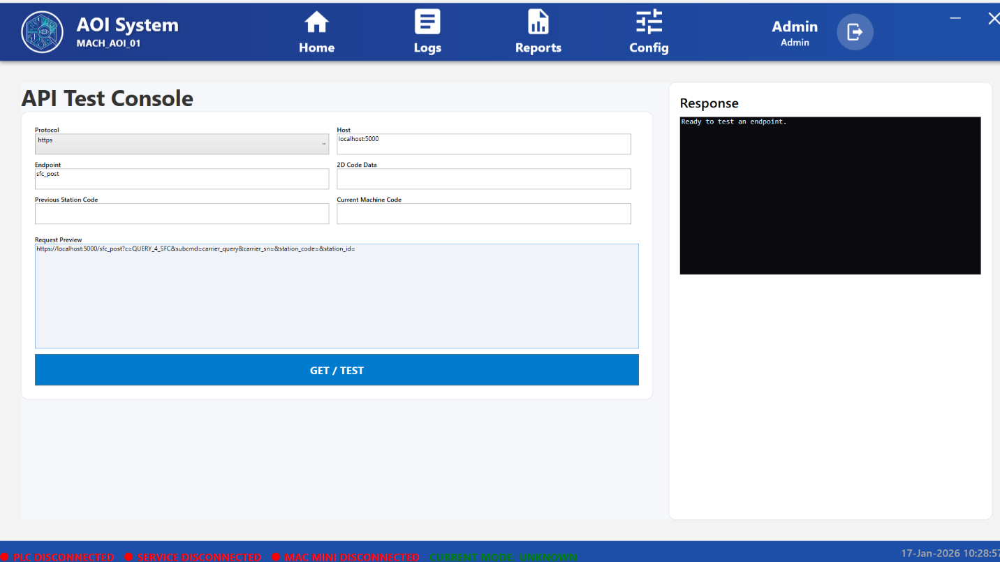 AOI System
MACH_AOI_01
Home
Logs
Reports
Config
Admin
Admin
API Test Console
Protocol
https
Host
localhost:5000
Endpoint
sfc_post
2D Code Data
Previous Station Code
Current Machine Code
Request Preview
https://localhost:5000/sfc_post?c=QUERY_4_SFC&subcmd=carrier_query&carrier_sn=&station_code=&station_id=
GET / TEST
Response
Ready to test an endpoint.
PLC DISCONNECTED SERVICE DISCONNECTED MAC MINI DISCONNECTED CURRENT MODE: UNKNOWN
17-Jan-2026 10:28:57